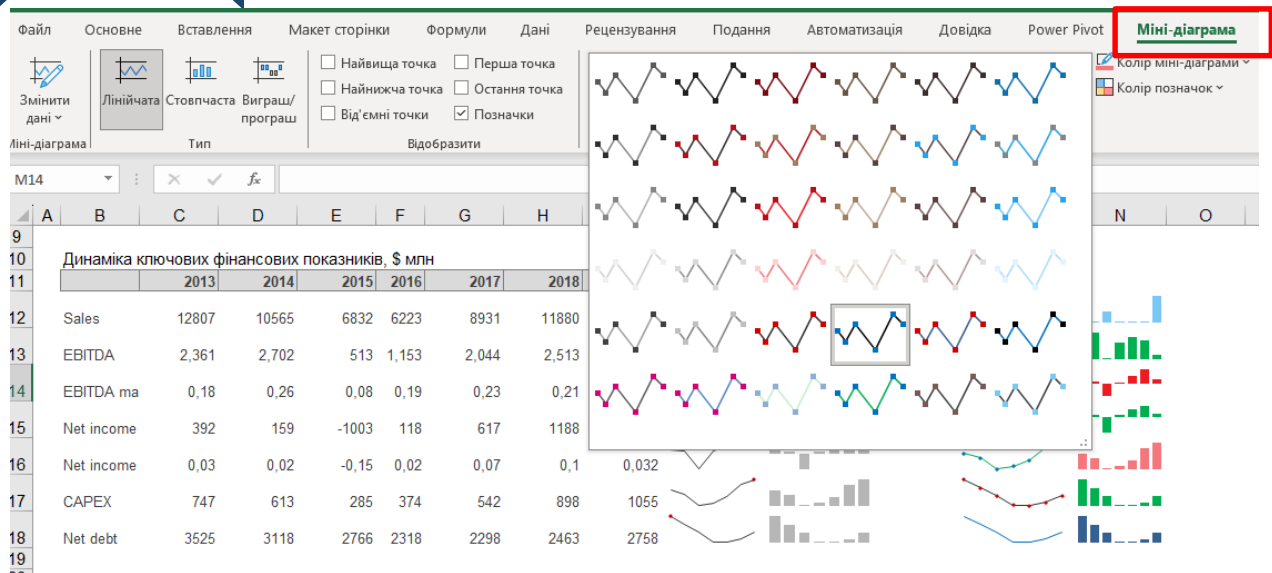 Файл Основне Вставлення Макет сторінки Формули Дані Рецензування Подання Автоматизація Довідка Power Pivot Міні-діаграма
Змінити дані
Лінійчата Стовпчаста Виграш/програш
Найвища точка Перша точка
Найнижча точка Остання точка
Від'ємні точки Позначки
Колір міні-діаграми
Колір позначок
Міні-діаграма Тип Відобразити
M14 fx
A B C D E F G H N O
9
10 Динаміка ключових фінансових показників, $ млн
11 2013 2014 2015 2016 2017 2018
12 Sales 12807 10565 6832 6223 8931 11880
13 EBITDA 2,361 2,702 513 1,153 2,044 2,513
14 EBITDA ma 0,18 0,26 0,08 0,19 0,23 0,21
15 Net income 392 159 -1003 118 617 1188
16 Net income 0,03 0,02 -0,15 0,02 0,07 0,1 0,032
17 CAPEX 747 613 285 374 542 898 1055
18 Net debt 3525 3118 2766 2318 2298 2463 2758
19